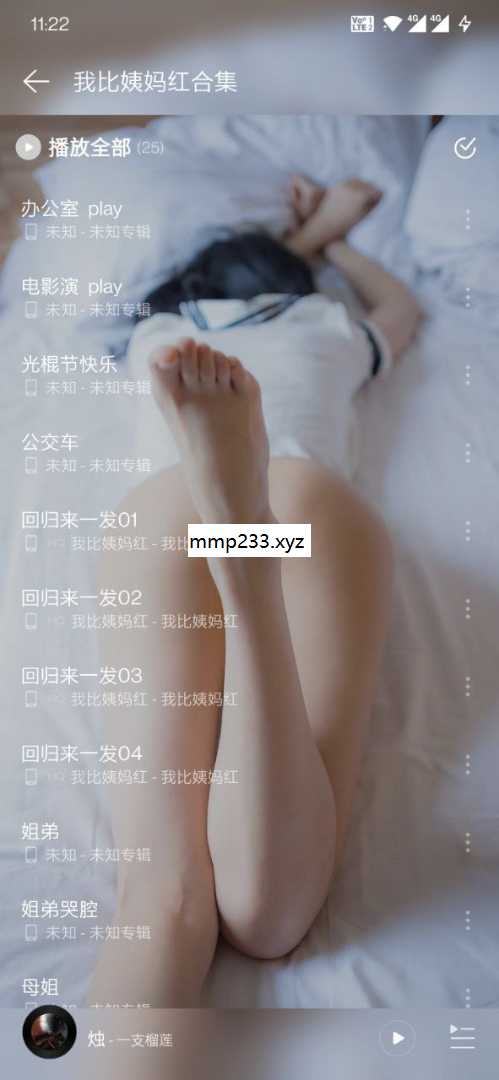 11:22
我比姨妈红合集
播放全部 (25)
办公室 play
未知 - 未知专辑
电影演 play
未知 - 未知专辑
光棍节快乐
未知 - 未知专辑
公交车
未知 - 未知专辑
回归来一发01
HQ 我比姨妈红 - 我比
mmp233.xyz
回归来一发02
HQ 我比姨妈红 - 我比姨妈红
回归来一发03
HQ 我比姨妈红 - 我比姨妈红
回归来一发04
HQ 我比姨妈红 - 我比姨妈红
姐弟
未知 - 未知专辑
姐弟哭腔
未知 - 未知专辑
母姐
烛 - 一支榴莲